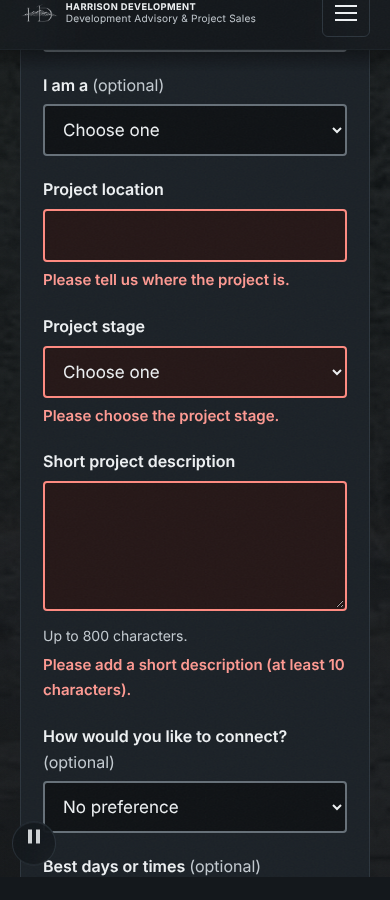 HARRISON DEVELOPMENT
Development Advisory & Project Sales
I am a (optional)
Choose one
Project location
Please tell us where the project is.
Project stage
Choose one
Please choose the project stage.
Short project description
Up to 800 characters.
Please add a short description (at least 10
characters).
How would you like to connect?
(optional)
No preference
Best days or times (optional)